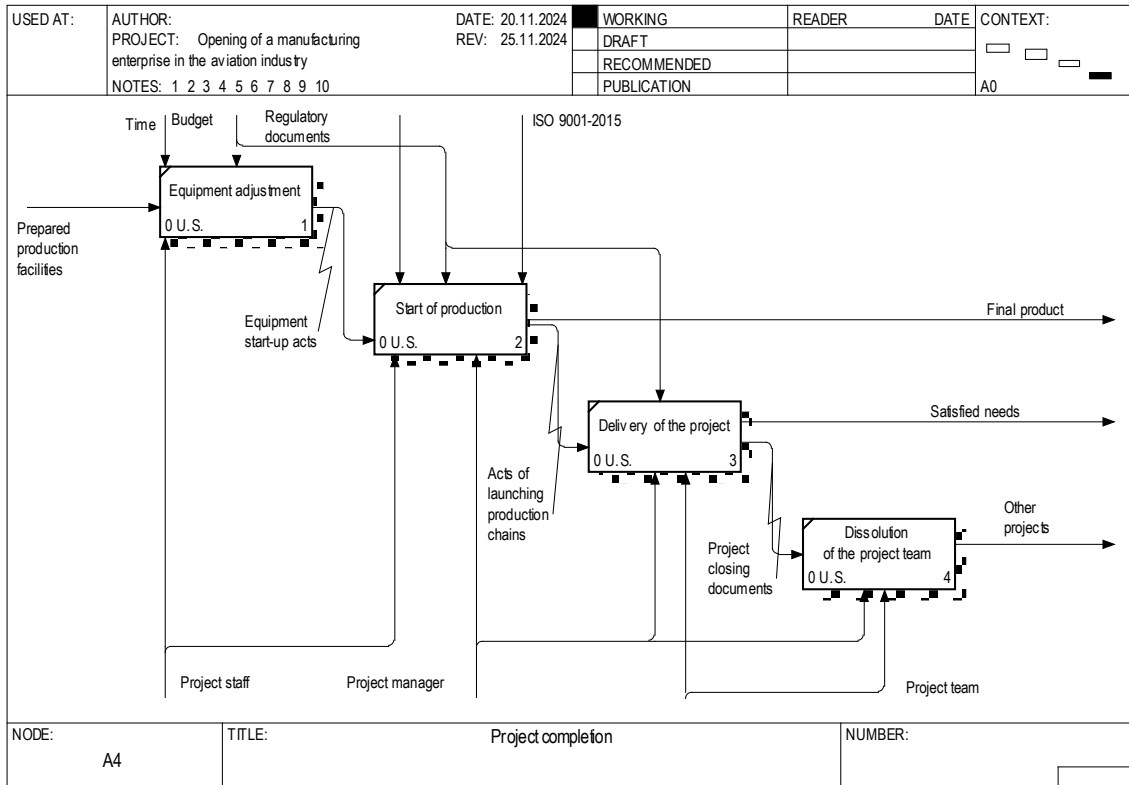 USED AT:
AUTHOR:
DATE: 20.11.2024
PROJECT: Opening of a manufacturing
REV: 25.11.2024
enterprise in the aviation industry
NOTES: 1 2 3 4 5 6 7 8 9 10
WORKING
DRAFT
RECOMMENDED
PUBLICATION
READER
DATE
CONTEXT:
A0
Time
Budget
Regulatory
documents
ISO 9001-2015
Equipment adjustment
0 U.S.
1
Prepared
production
facilities
Equipment
start-up acts
Start of production
0 U.S.
2
Final product
Delivery of the project
0 U.S.
3
Satisfied needs
Acts of
launching
production
chains
Project
closing
documents
Dissolution
of the project team
0 U.S.
4
Other
projects
Project staff
Project manager
Project team
NODE:
A4
TITLE:
Project completion
NUMBER: